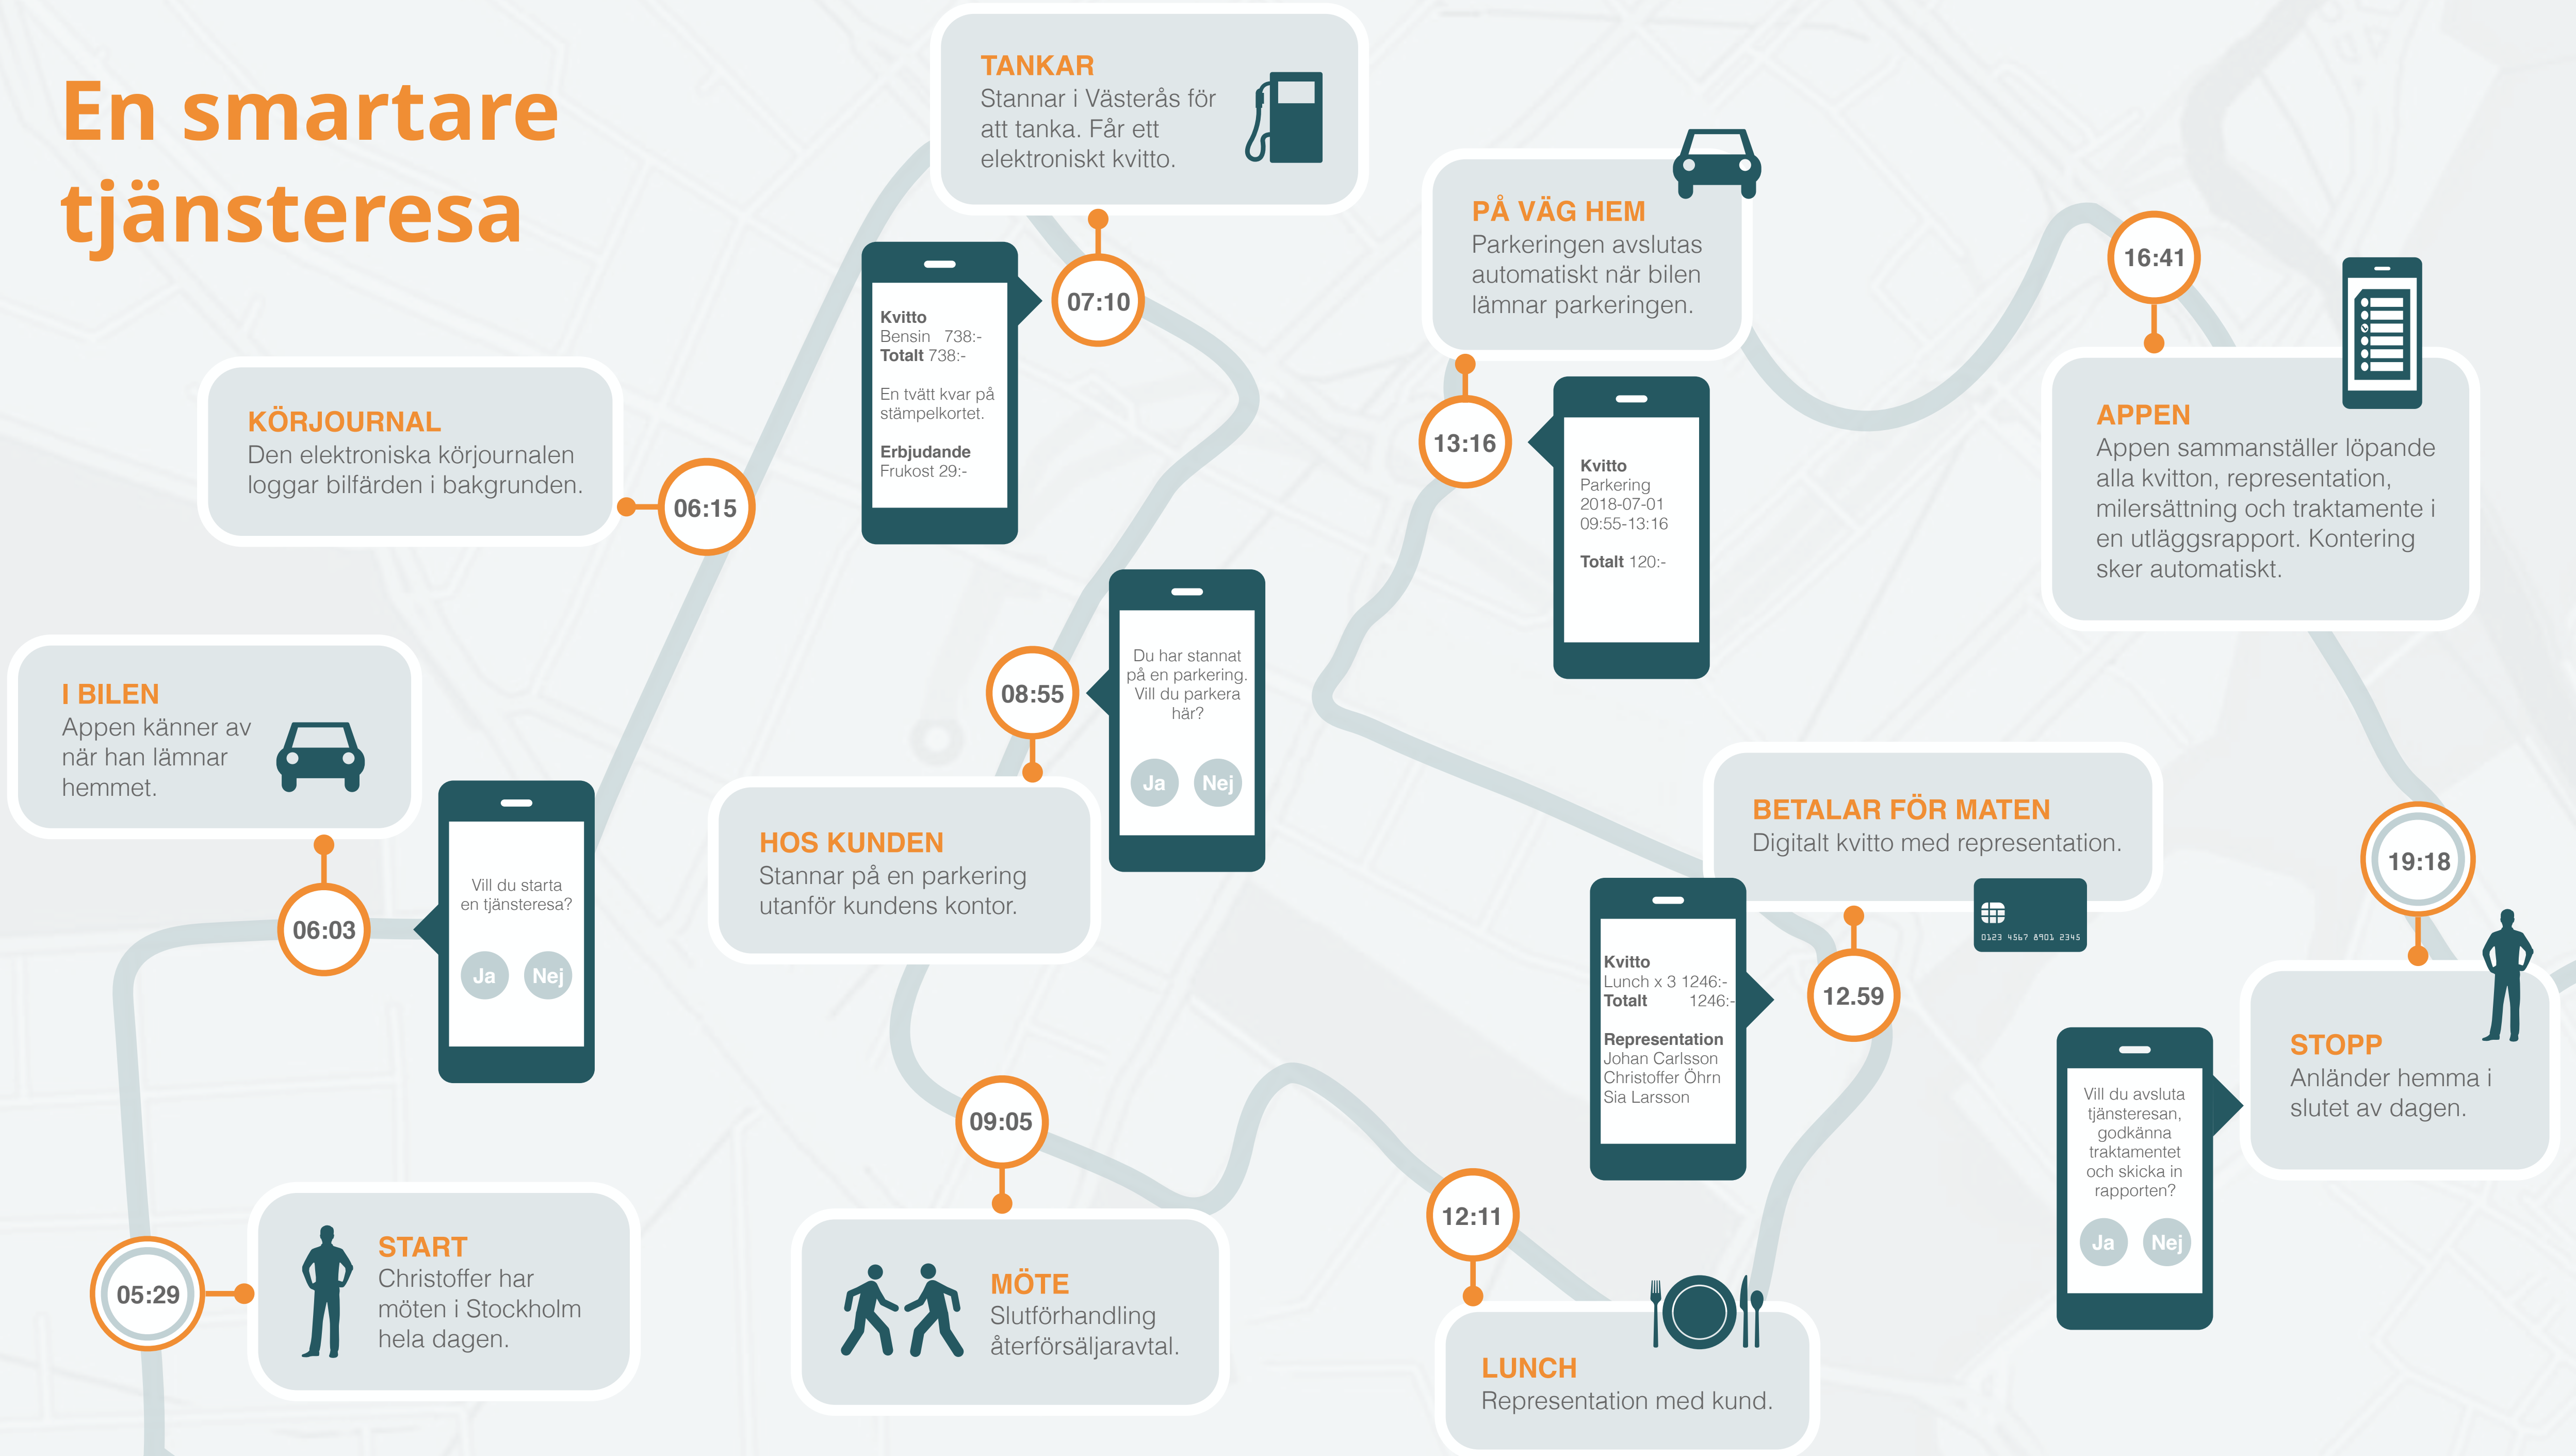 En smartare
tjänsteresa
START
Christoffer har
möten i Stockholm
hela dagen.
05:29
I BILEN
Appen känner av
när han lämnar
hemmet.
06:03
Vill du starta
en tjänsteresa?
Ja Nej
KÖRJOURNAL
Den elektroniska körjournalen
loggar bilfärden i bakgrunden.
06:15
TANKAR
Stannar i Västerås för
att tanka. Får ett
elektroniskt kvitto.
07:10
Kvitto
Bensin 738:-
Totalt 738:-
En tvätt kvar på
stämpelkortet.
Erbjudande
Frukost 29:-
08:55
Du har stannat
på en parkering.
Vill du parkera
här?
Ja Nej
HOS KUNDEN
Stannar på en parkering
utanför kundens kontor.
09:05
MÖTE
Slutförhandling
återförsäljaravtal.
12:11
LUNCH
Representation med kund.
BETALAR FÖR MATEN
Digitalt kvitto med representation.
0123 4567 8901 2345
12.59
Kvitto
Lunch x 3 1246:-
Totalt 1246:-
Representation
Johan Carlsson
Christoffer Öhrn
Sia Larsson
PÅ VÄG HEM
Parkeringen avslutas
automatiskt när bilen
lämnar parkeringen.
13:16
Kvitto
Parkering
2018-07-01
09:55-13:16
Totalt 120:-
16:41
APPEN
Appen sammanställer löpande
alla kvitton, representation,
milersättning och traktamente i
en utläggsrapport. Kontering
sker automatiskt.
19:18
STOPP
Anländer hemma i
slutet av dagen.
Vill du avsluta
tjänsteresan,
godkänna
traktamentet
och skicka in
rapporten?
Ja Nej